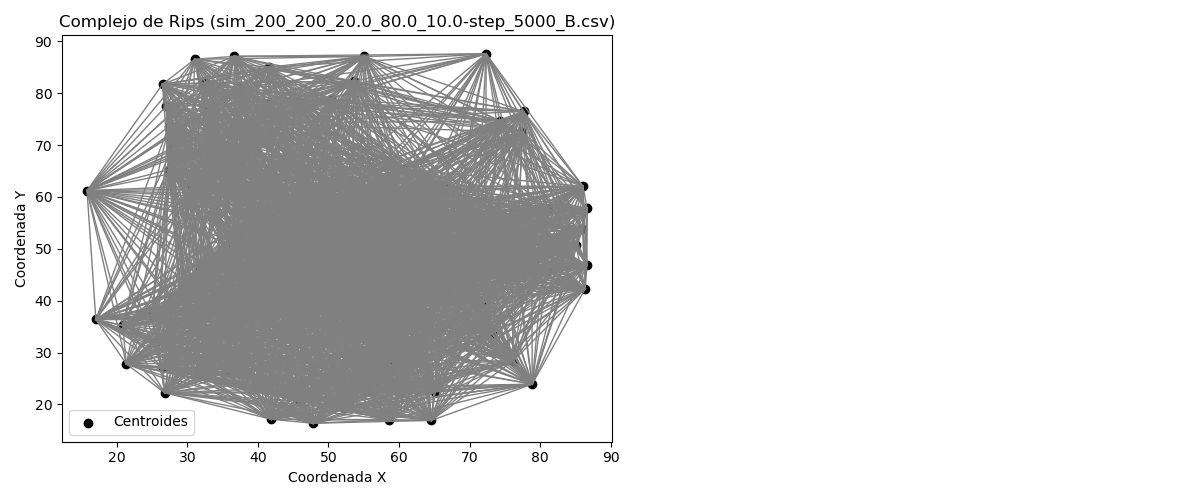 Complejo de Rips (sim_200_200_20.0_80.0_10.0-step_5000_B.csv)
90
80
70
60
50
40
30
20
Coordenada Y
Centroides
20 30 40 50 60 70 80 90
Coordenada X